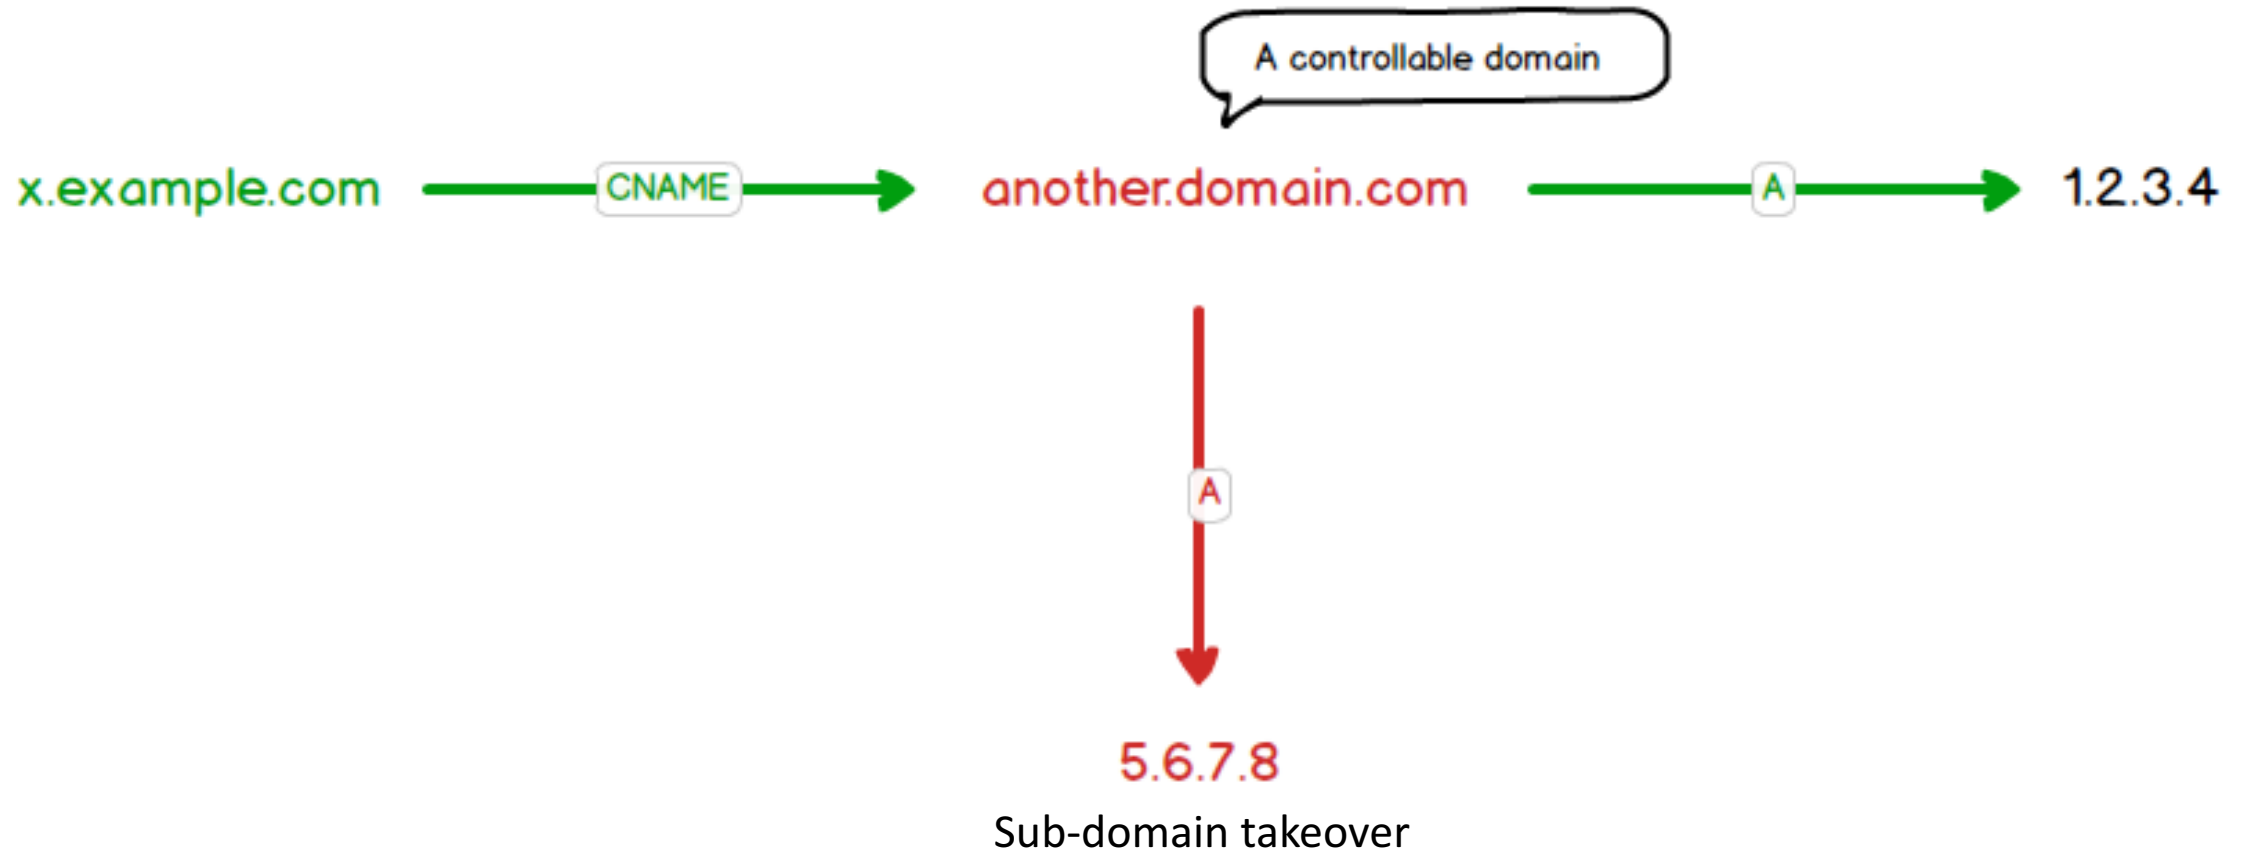 A controllable domain
x.example.com CNAME another.domain.com A 1.2.3.4
A
5.6.7.8
Sub-domain takeover